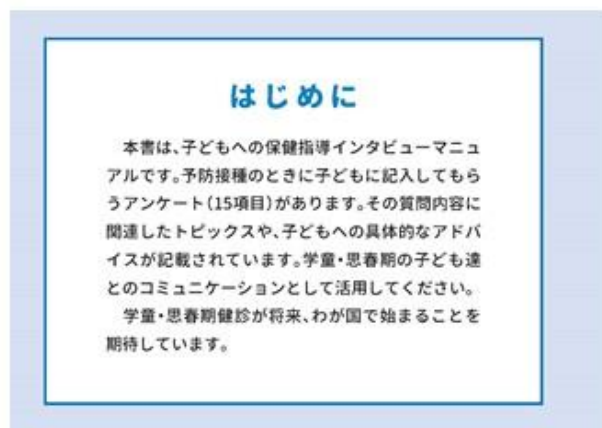 はじめに
本書は、子どもへの保健指導インタビューマニュ
アルです。予防接種のときに子どもに記入してもら
うアンケート(15項目)があります。その質問内容に
関連したトピックスや、子どもへの具体的なアドバ
イスが記載されています。学童・思春期の子ども達
とのコミュニケーションとして活用してください。
学童・思春期健診が将来、わが国で始まることを
期待しています。